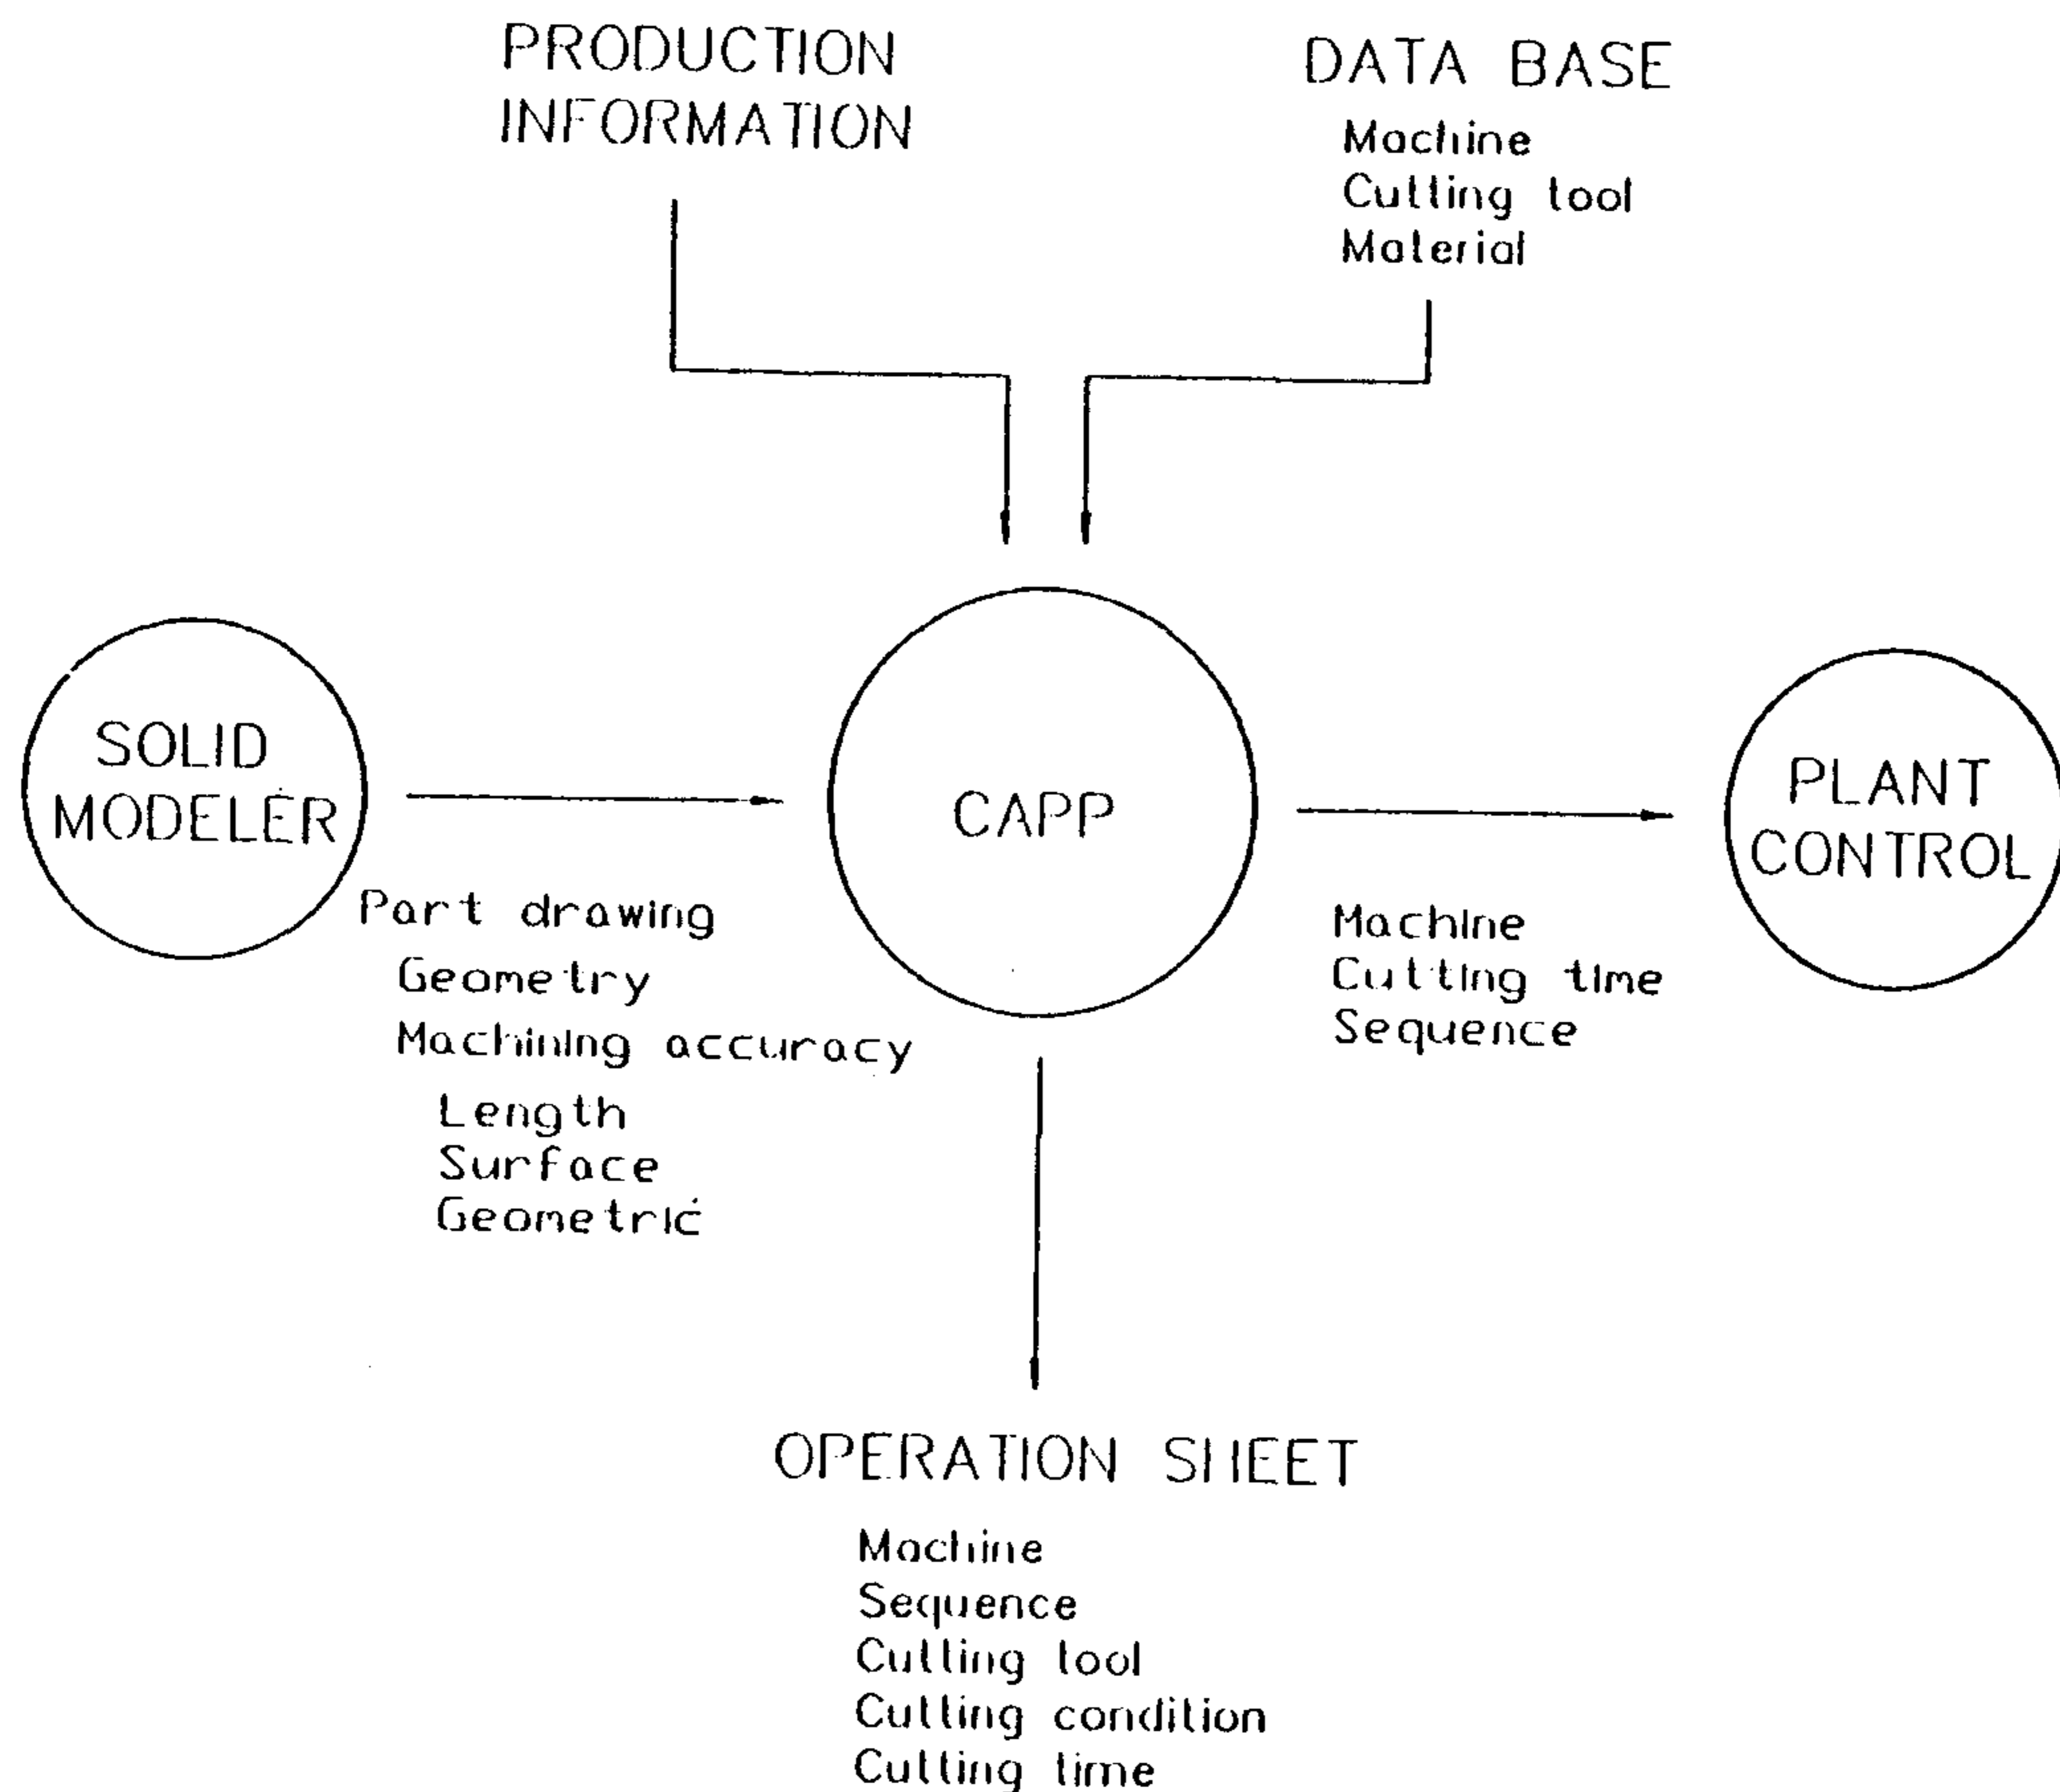 PRODUCTION
INFORMATION
DATA BASE
Machine
Cutting tool
Material
SOLID
MODELER
CAPP
PLANT
CONTROL
Part drawing
Geometry
Machining accuracy
Length
Surface
Geometric
Machine
Cutting time
Sequence
OPERATION SHEET
Machine
Sequence
Cutting tool
Cutting condition
Cutting time